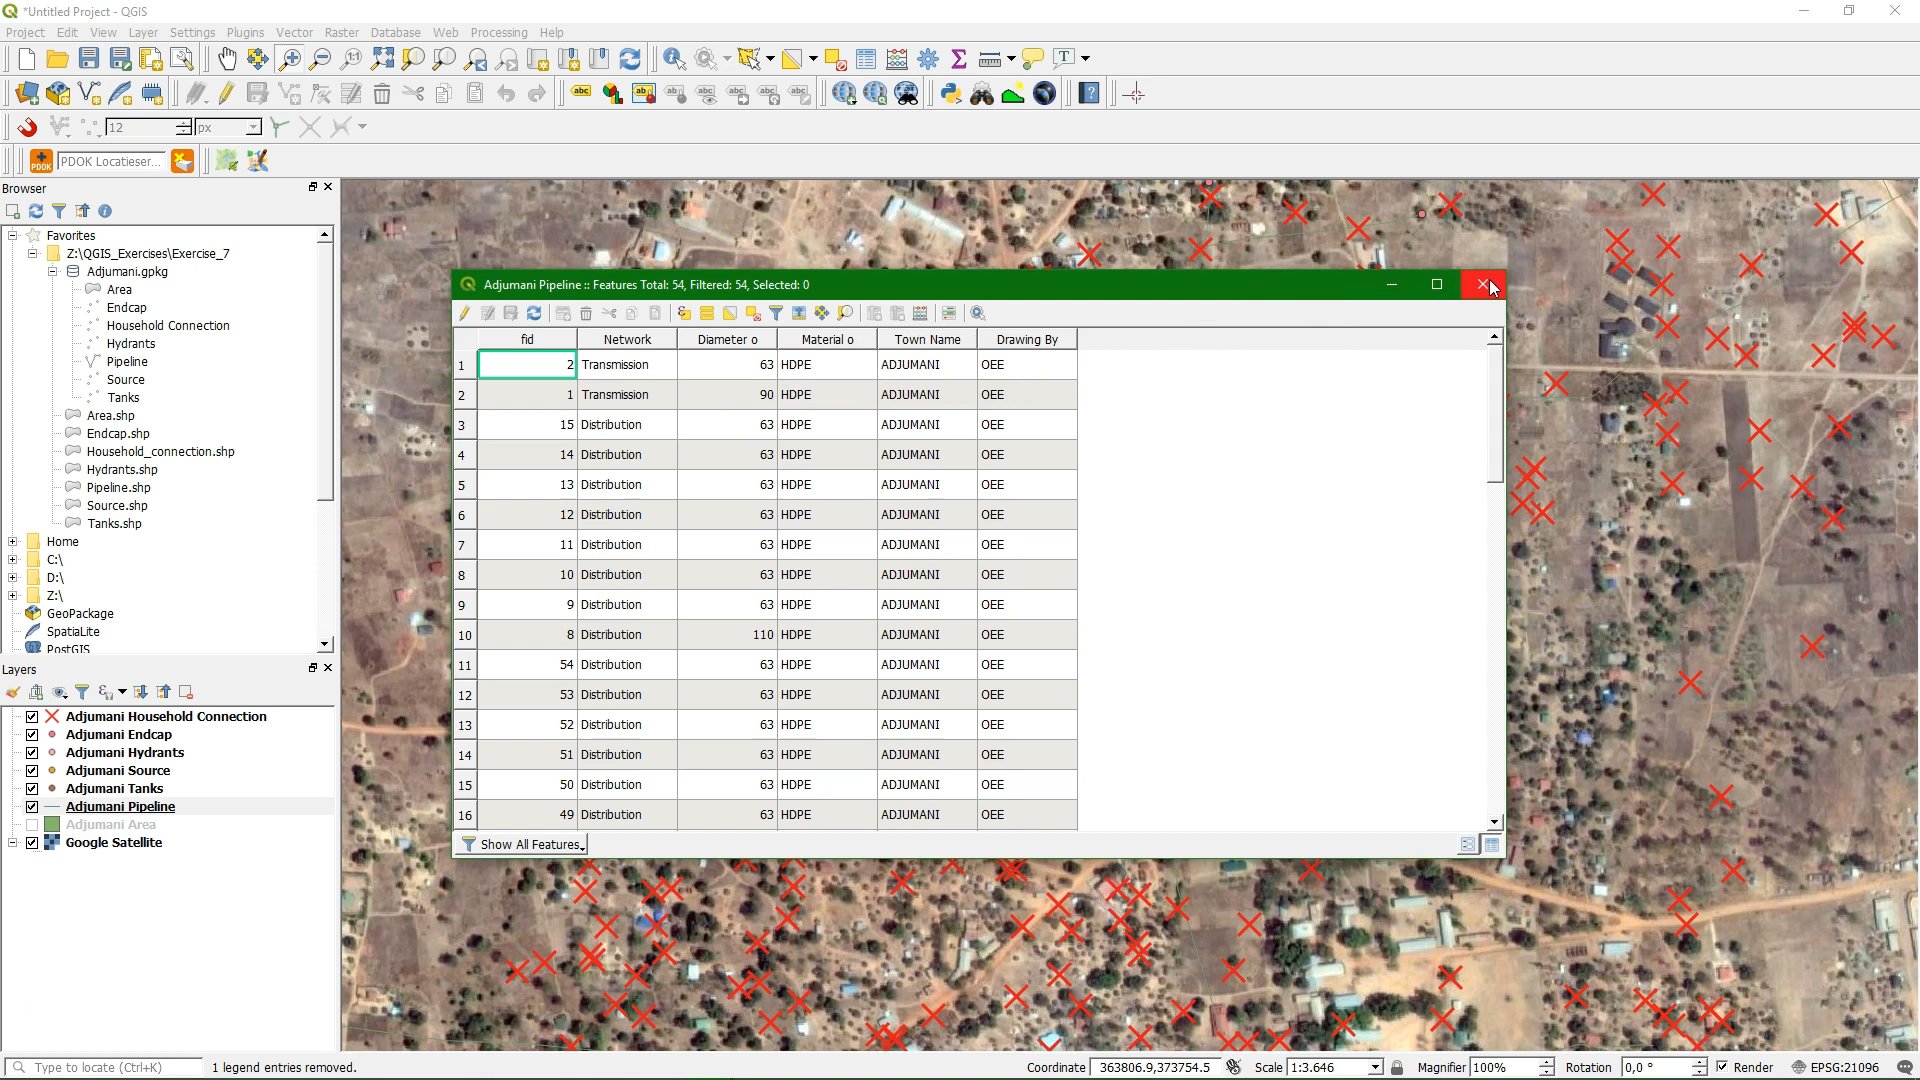 *Untitled Project - QGIS
Project Edit View Layer Settings Plugins Vector Raster Database Web Processing Help
12 px
PDOK PDOK Locatieser...
Browser
Favorites
Z:\QGIS_Exercises\Exercise_7
Adjumani.gpkg
Area
Endcap
Household Connection
Hydrants
Pipeline
Source
Tanks
Area.shp
Endcap.shp
Household_connection.shp
Hydrants.shp
Pipeline.shp
Source.shp
Tanks.shp
Home
C:\
D:\
Z:\
GeoPackage
SpatiaLite
PostGIS
Layers
Adjumani Household Connection
Adjumani Endcap
Adjumani Hydrants
Adjumani Source
Adjumani Tanks
Adjumani Pipeline
Adjumani Area
Google Satellite
Adjumani Pipeline :: Features Total: 54, Filtered: 54, Selected: 0
fid Network Diameter o Material o Town Name Drawing By
1 2 Transmission 63 HDPE ADJUMANI OEE
2 1 Transmission 90 HDPE ADJUMANI OEE
3 15 Distribution 63 HDPE ADJUMANI OEE
4 14 Distribution 63 HDPE ADJUMANI OEE
5 13 Distribution 63 HDPE ADJUMANI OEE
6 12 Distribution 63 HDPE ADJUMANI OEE
7 11 Distribution 63 HDPE ADJUMANI OEE
8 10 Distribution 63 HDPE ADJUMANI OEE
9 9 Distribution 63 HDPE ADJUMANI OEE
10 8 Distribution 110 HDPE ADJUMANI OEE
11 54 Distribution 63 HDPE ADJUMANI OEE
12 53 Distribution 63 HDPE ADJUMANI OEE
13 52 Distribution 63 HDPE ADJUMANI OEE
14 51 Distribution 63 HDPE ADJUMANI OEE
15 50 Distribution 63 HDPE ADJUMANI OEE
16 49 Distribution 63 HDPE ADJUMANI OEE
Show All Features
Type to locate (Ctrl+K) 1 legend entries removed. Coordinate 363806.9,373754.5 Scale 1:3.646 Magnifier 100% Rotation 0,0 ° Render EPSG:21096